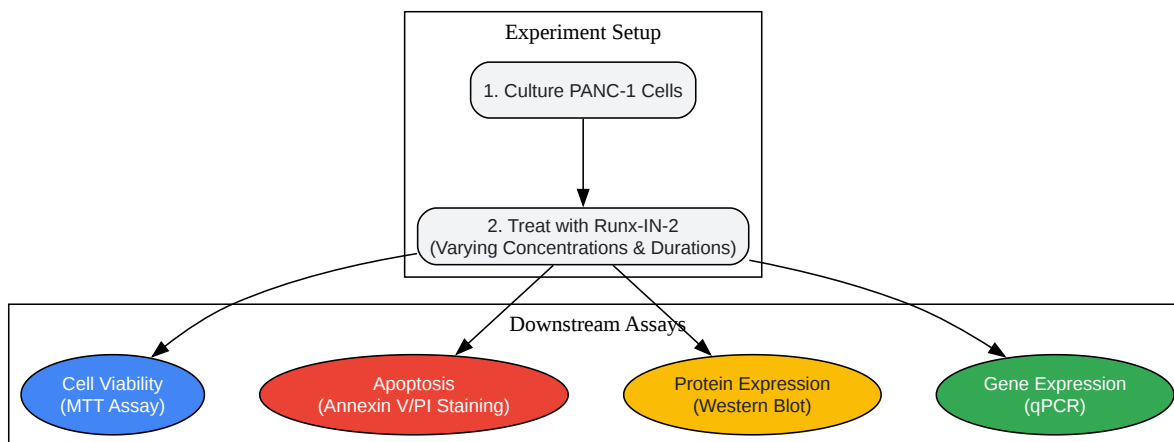 Experiment Setup
1. Culture PANC-1 Cells
2. Treat with Runx-IN-2
(Varying Concentrations & Durations)
Downstream Assays
Cell Viability
(MTT Assay)
Apoptosis
(Annexin V/PI Staining)
Protein Expression
(Western Blot)
Gene Expression
(qPCR)